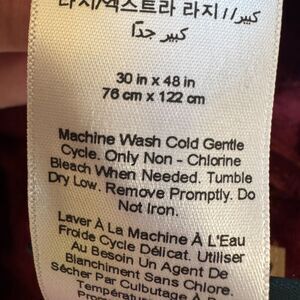 라지/엑스트라 라지 / / كبير
كبير جدًا
30 in x 48 in
76 cm x 122 cm
Machine Wash Cold Gentle
Cycle. Only Non - Chlorine
Bleach When Needed. Tumble
Dry Low. Remove Promptly. Do
Not Iron.
Laver À La Machine À L'Eau
Froide Cycle Délicat. Utiliser
Au Besoin Un Agent De
Blanchiment Sans Chlore.
Sécher Par Culbutage À
Température